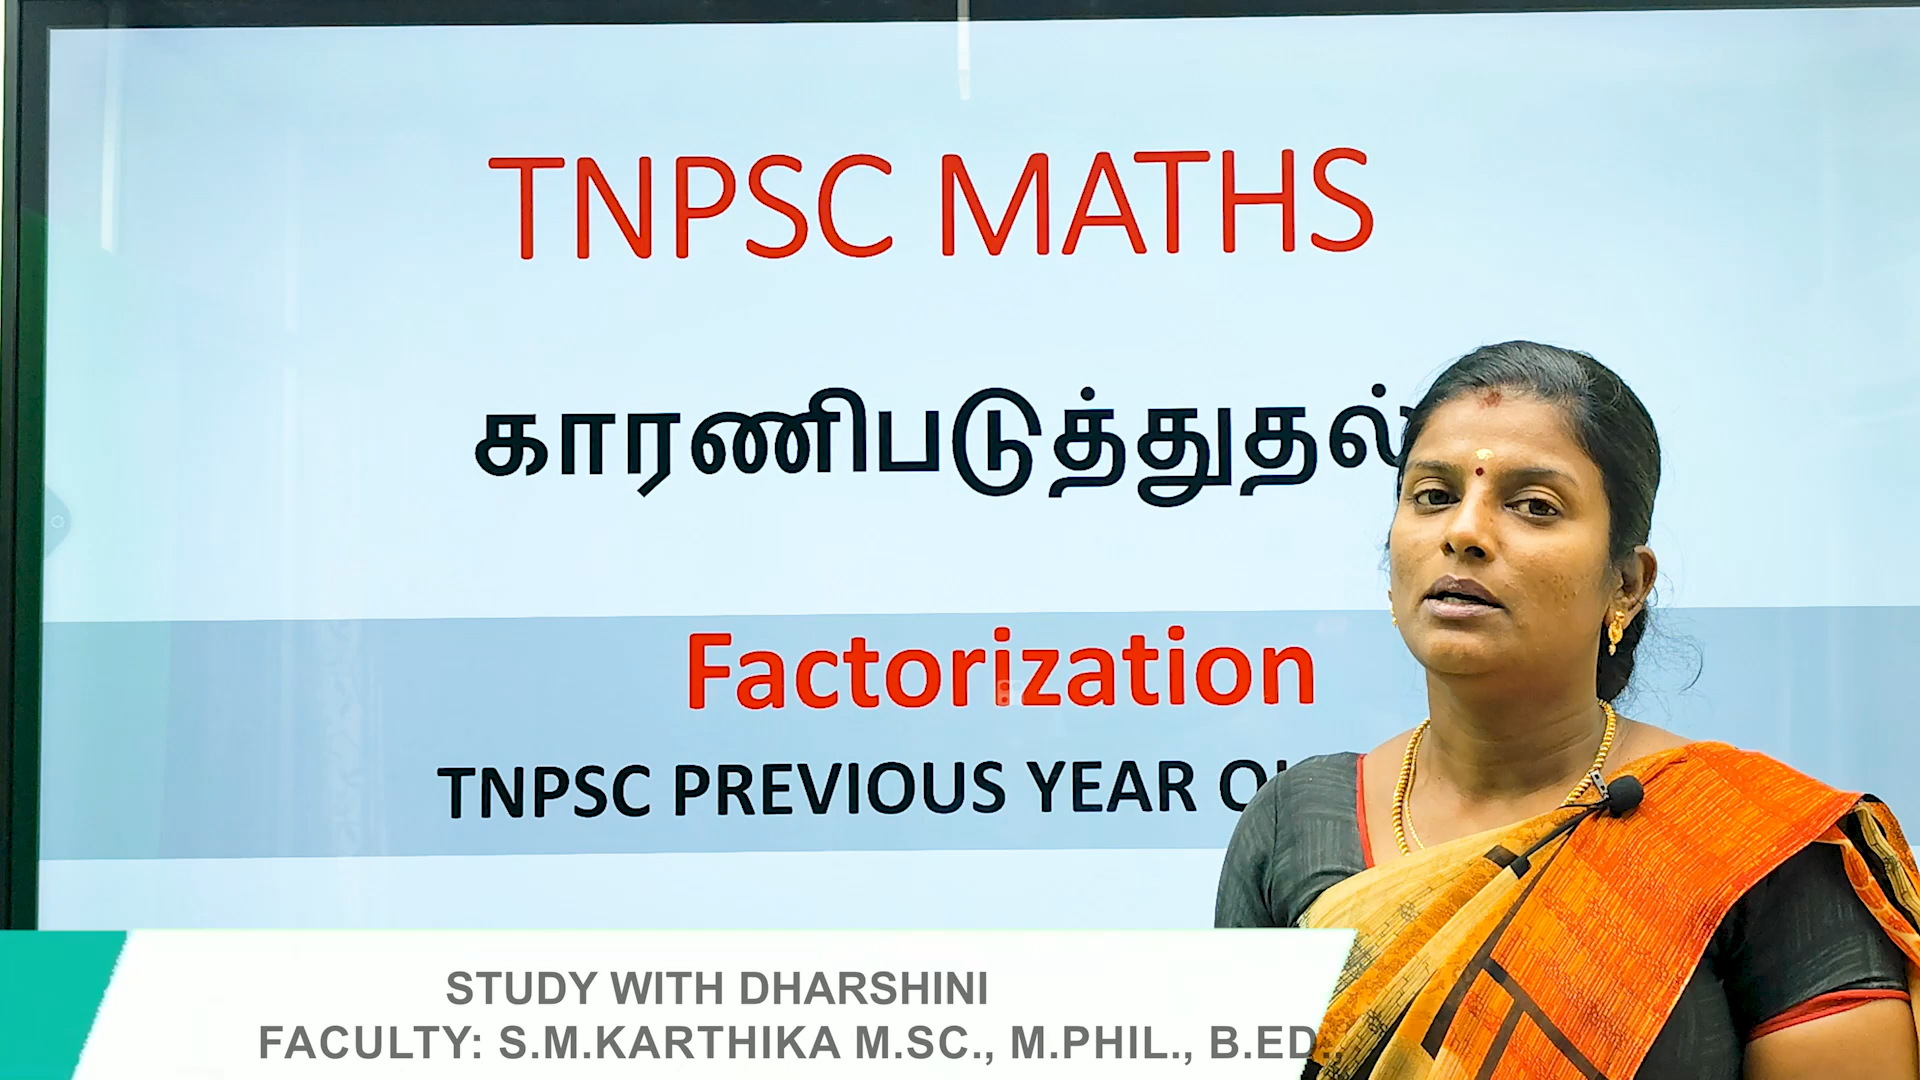 TNPSC MATHS
காரணிபடுத்துதல்
Factorization
TNPSC PREVIOUS YEAR
STUDY WITH DHARSHINI
FACULTY: S.M.KARTHIKA M.SC., M.PHIL., B.ED.,